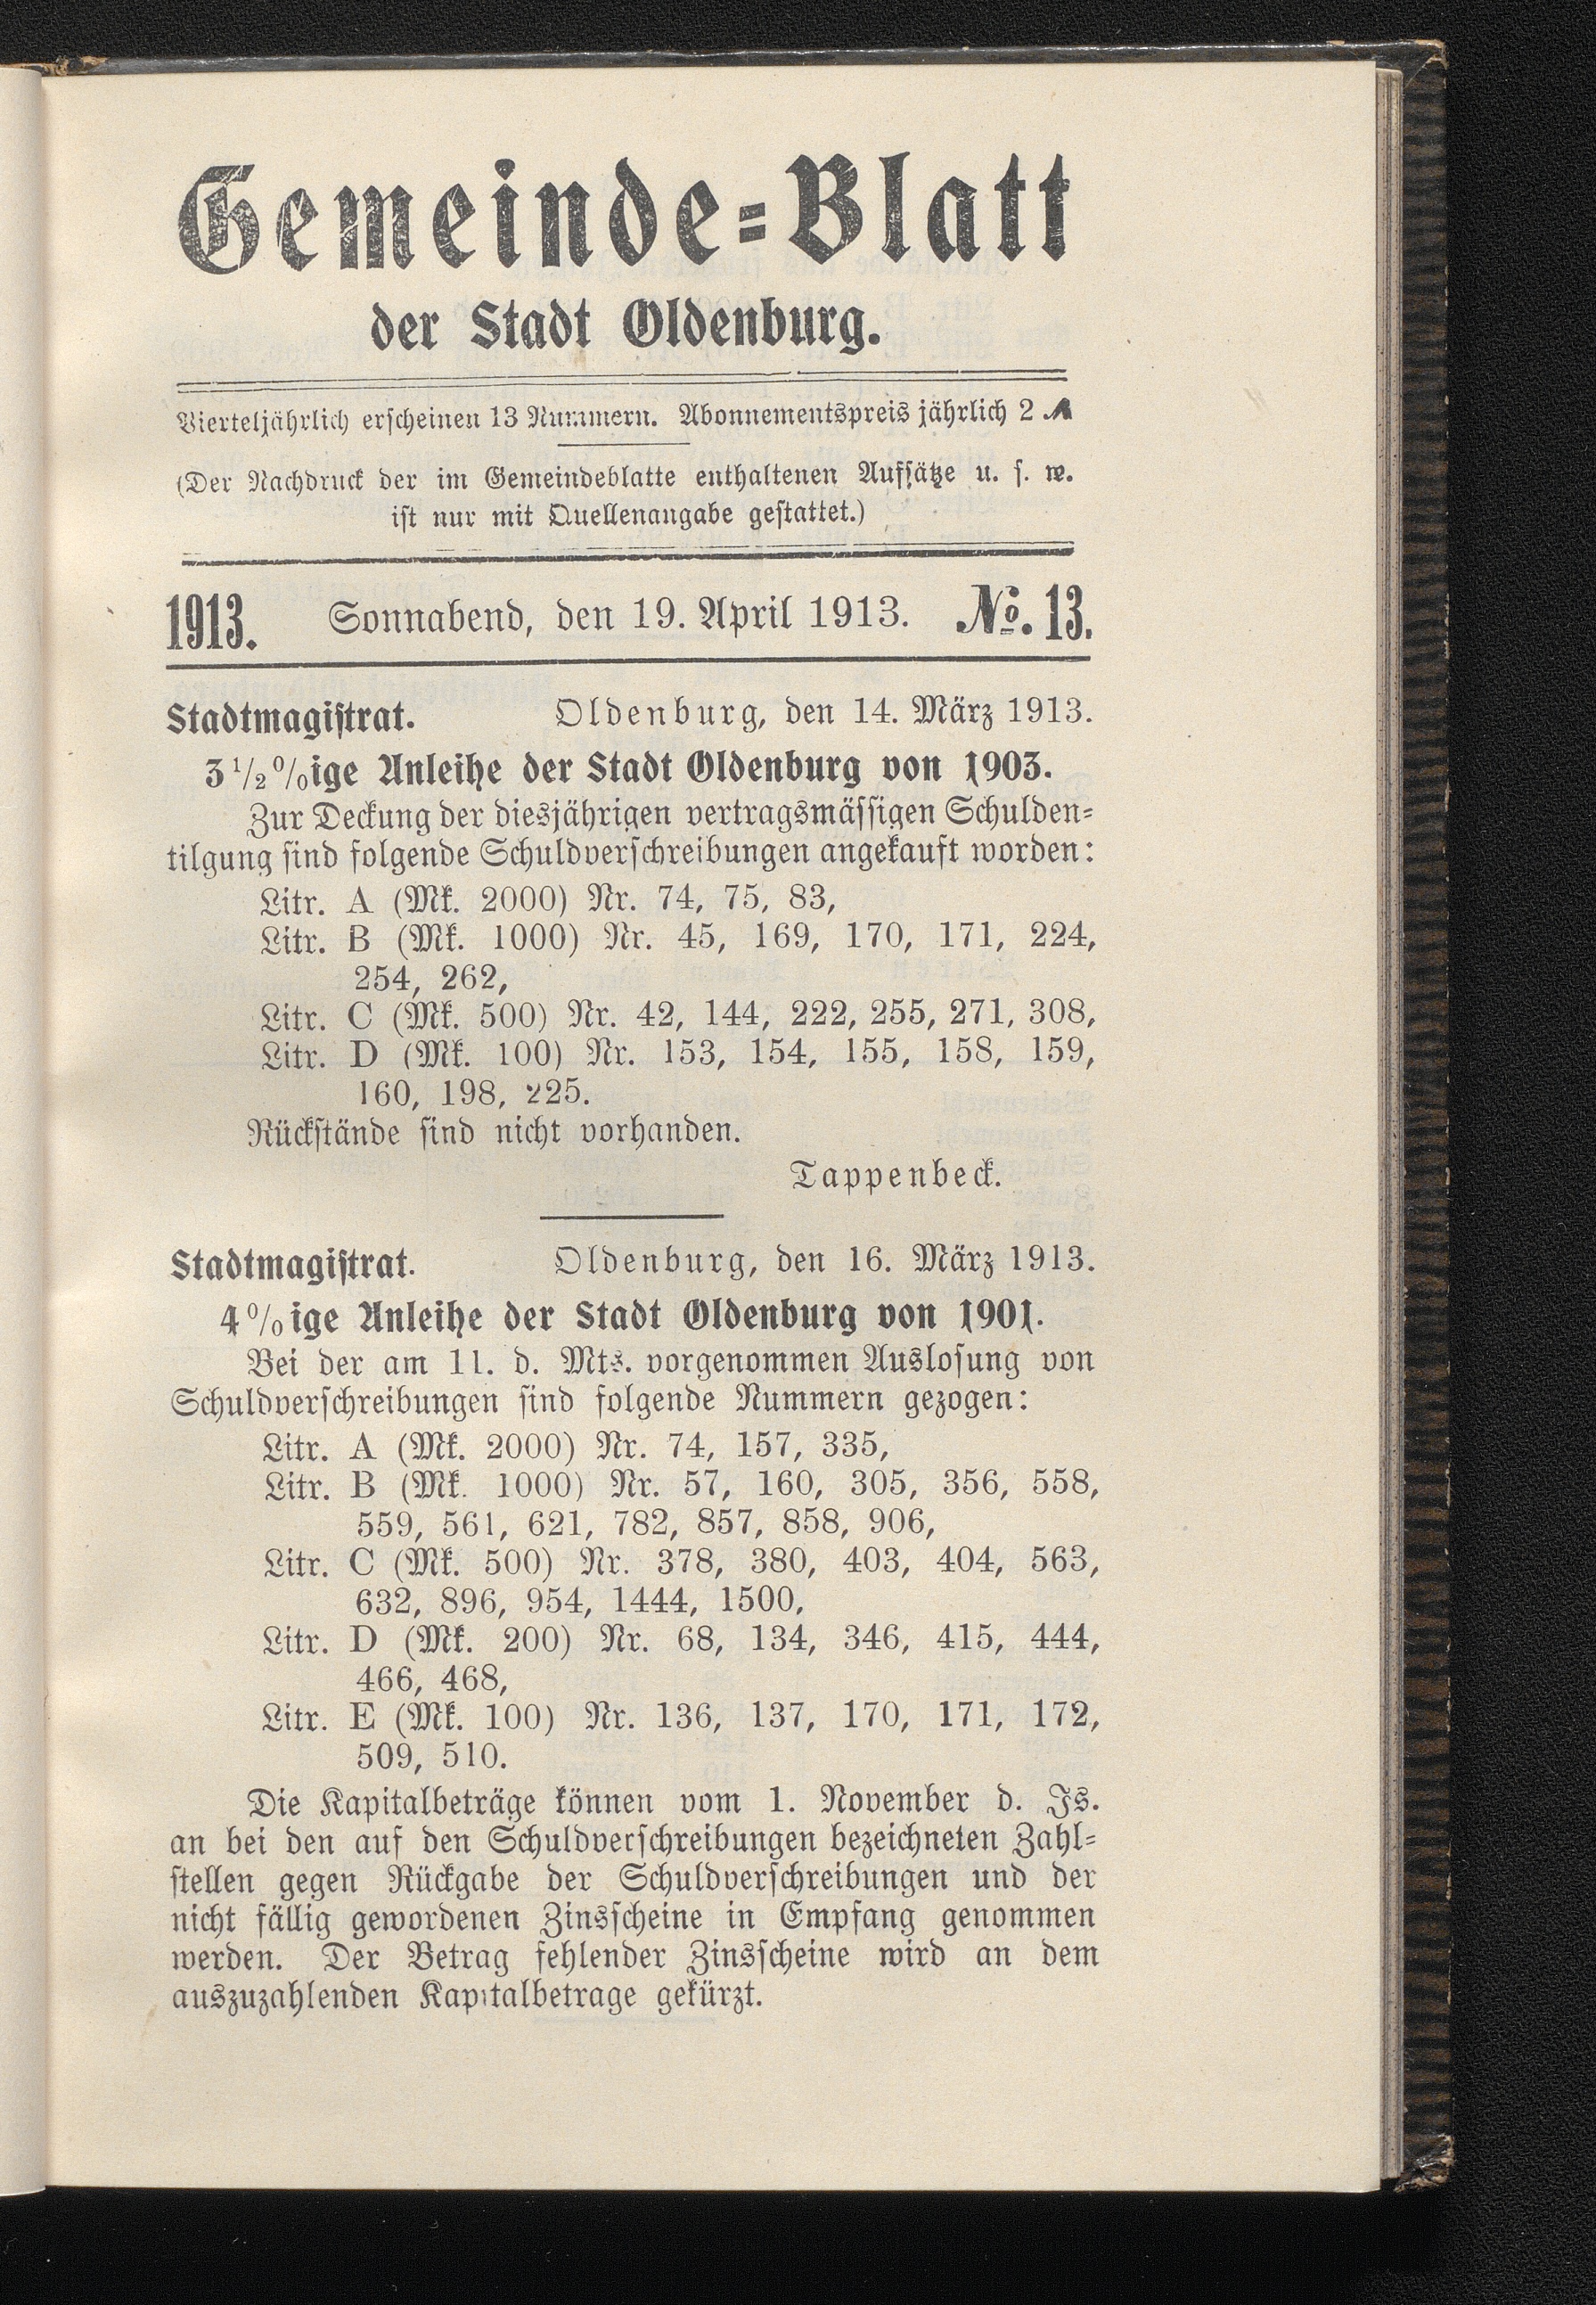 Gemeinde=Blatt
der Stadt Oldenburg.
Vierteljährlich erscheinen 13 Nummern. Abonnementspreis jährlich 2 ℳ
(Der Nachdruck der im Gemeindeblatte enthaltenen Aufsätze u. s. w.
ist nur mit Quellenangabe gestattet.)
1913. Sonnabend, den 19. April 1913. No. 13.
Stadtmagistrat. Oldenburg, den 14. März 1913.
3 1/2 %ige Anleihe der Stadt Oldenburg von 1903.
Zur Deckung der diesjährigen vertragsmässigen Schulden=
tilgung sind folgende Schuldverschreibungen angekauft worden:
Litr. A (Mk. 2000) Nr. 74, 75, 83,
Litr. B (Mk. 1000) Nr. 45, 169, 170, 171, 224,
254, 262,
Litr. C (Mk. 500) Nr. 42, 144, 222, 255, 271, 308,
Litr. D (Mk. 100) Nr. 153, 154, 155, 158, 159,
160, 198, 225.
Rückstände sind nicht vorhanden.
Tappenbeck.
Stadtmagistrat. Oldenburg, den 16. März 1913.
4 %ige Anleihe der Stadt Oldenburg von 1901.
Bei der am 11. d. Mts. vorgenommen Auslosung von
Schuldverschreibungen sind folgende Nummern gezogen:
Litr. A (Mk. 2000) Nr. 74, 157, 335,
Litr. B (Mk. 1000) Nr. 57, 160, 305, 356, 558,
559, 561, 621, 782, 857, 858, 906,
Litr. C (Mk. 500) Nr. 378, 380, 403, 404, 563,
632, 896, 954, 1444, 1500,
Litr. D (Mk. 200) Nr. 68, 134, 346, 415, 444,
466, 468,
Litr. E (Mk. 100) Nr. 136, 137, 170, 171, 172,
509, 510.
Die Kapitalbeträge können vom 1. November d. Js.
an bei den auf den Schuldverschreibungen bezeichneten Zahl=
stellen gegen Rückgabe der Schuldverschreibungen und der
nicht fällig gewordenen Zinsscheine in Empfang genommen
werden. Der Betrag fehlender Zinsscheine wird an dem
auszuzahlenden Kapitalbetrage gekürzt.